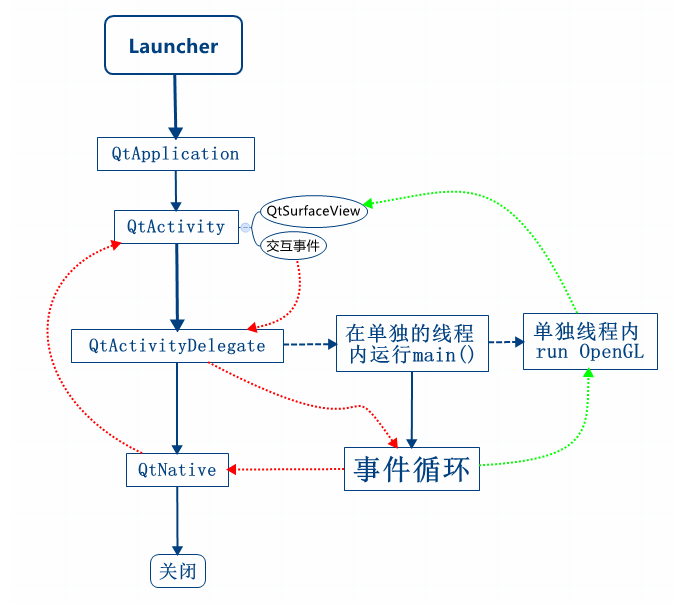 Launcher
QtApplication
QtActivity
QtSurfaceView
交互事件
QtActivityDelegate
在单独的线程
内运行main()
单独线程内
run OpenGL
QtNative
事件循环
关闭